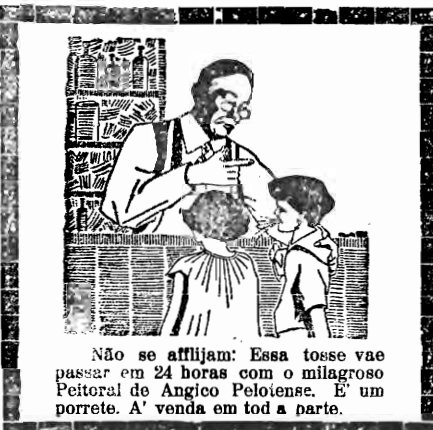 Não se afflijam: Essa tosse vae
passar em 24 horas com o milagroso
Peitoral de Angico Pelotense. E' um
porrete. A' venda em tod a parte.